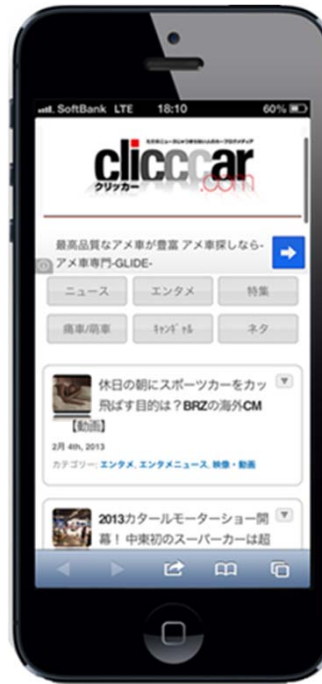 SoftBank LTE 18:10 60%
clicccar
クリッカー
.com
最高品質なアメ車が豊富 アメ車探しなら-
アメ車専門-GLIDE-
ニュース エンタメ 特集
痛車/萌車 ｷｬﾝｷﾞｬﾙ ネタ
休日の朝にスポーツカーをカッ
飛ばす目的は？BRZの海外CM
【動画】
2月 4th, 2013
カテゴリー: エンタメ, エンタメニュース, 映像・動画
2013カタールモーターショー開
幕！ 中東初のスーパーカーは超